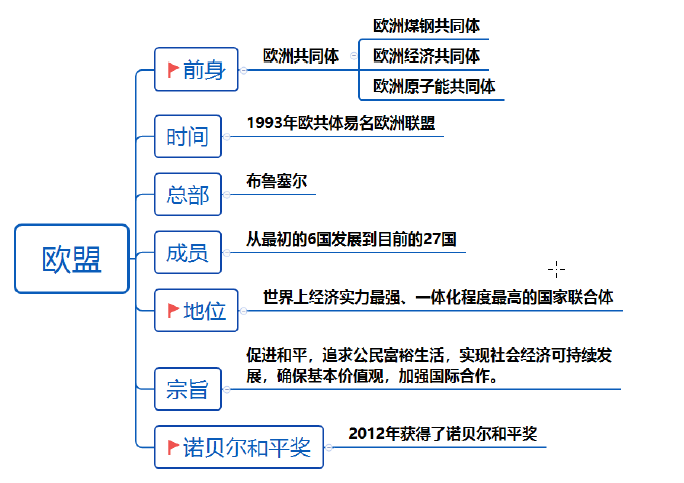 欧盟
前身
欧洲共同体
欧洲煤钢共同体
欧洲经济共同体
欧洲原子能共同体
时间
1993年欧共体易名欧洲联盟
总部
布鲁塞尔
成员
从最初的6国发展到目前的27国
地位
世界上经济实力最强、一体化程度最高的国家联合体
宗旨
促进和平，追求公民富裕生活，实现社会经济可持续发
展，确保基本价值观，加强国际合作。
诺贝尔和平奖
2012年获得了诺贝尔和平奖